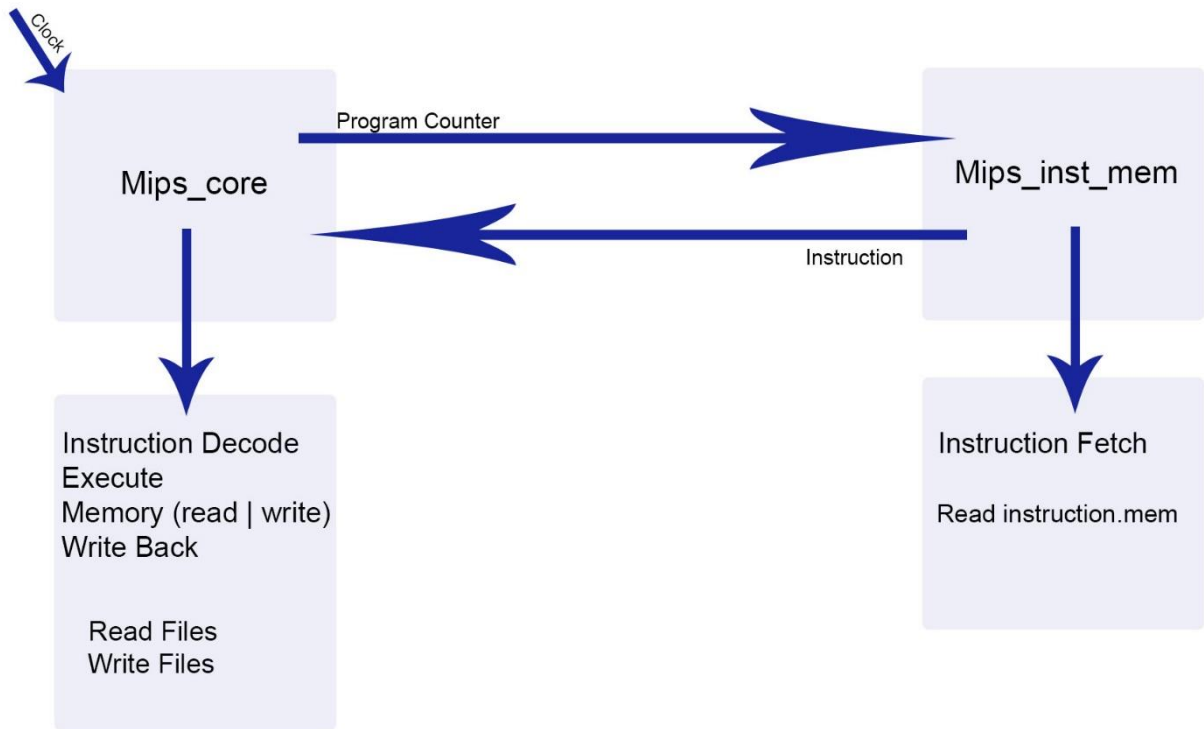 Clock
Program Counter
Mips_core
Mips_inst_mem
Instruction
Instruction Decode
Execute
Memory (read | write)
Write Back
Read Files
Write Files
Instruction Fetch
Read instruction.mem